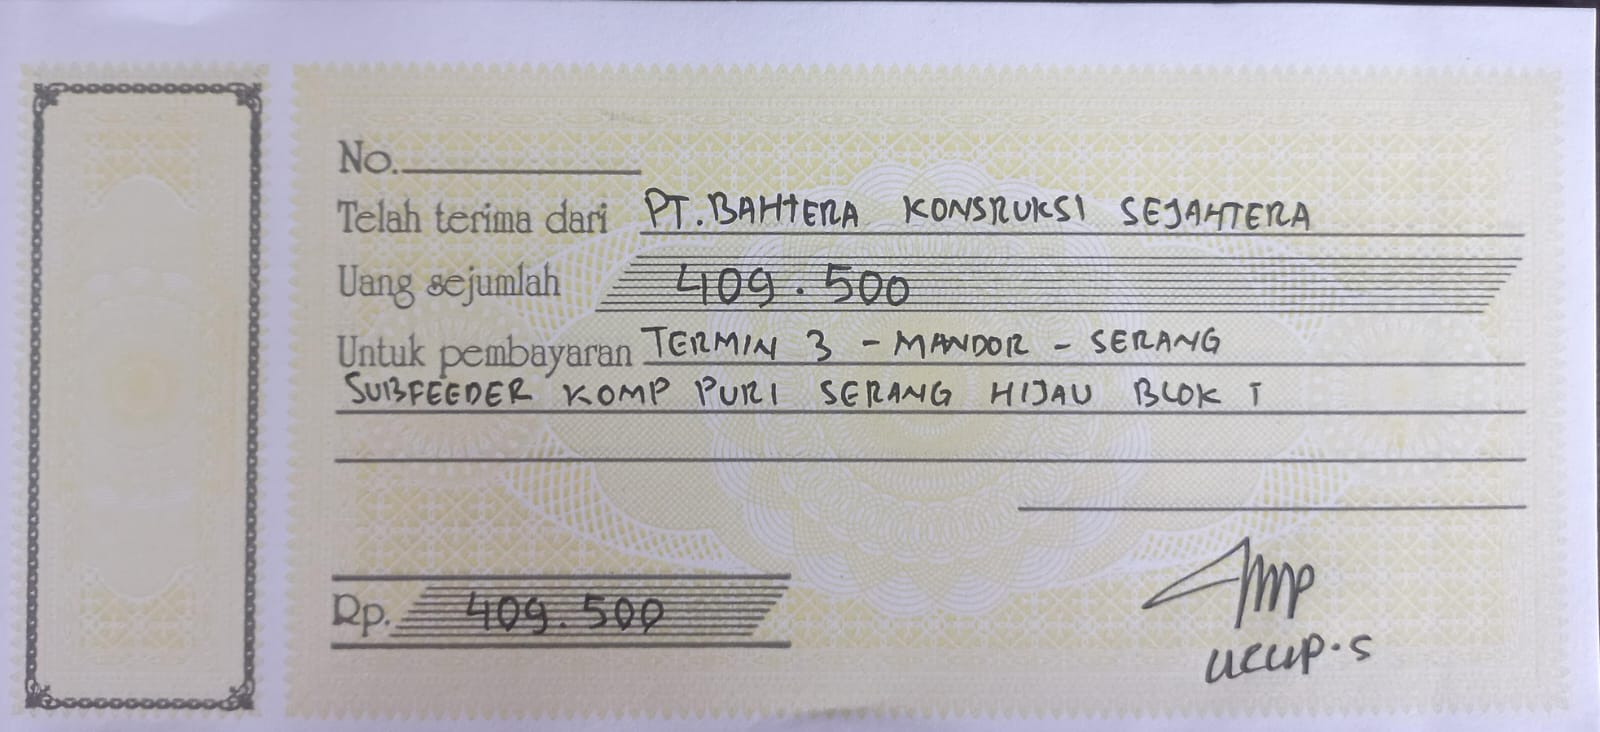 No.
Telah terima dari PT. BAHTERA KONSRUKSI SEJAHTERA
Uang sejumlah 409.500
Untuk pembayaran TERMIN 3 - MANDOR - SERANG
SUBFEEDER KOMP PURI SERANG HIJAU BLOK T
Rp. 409.500
UCUP.S